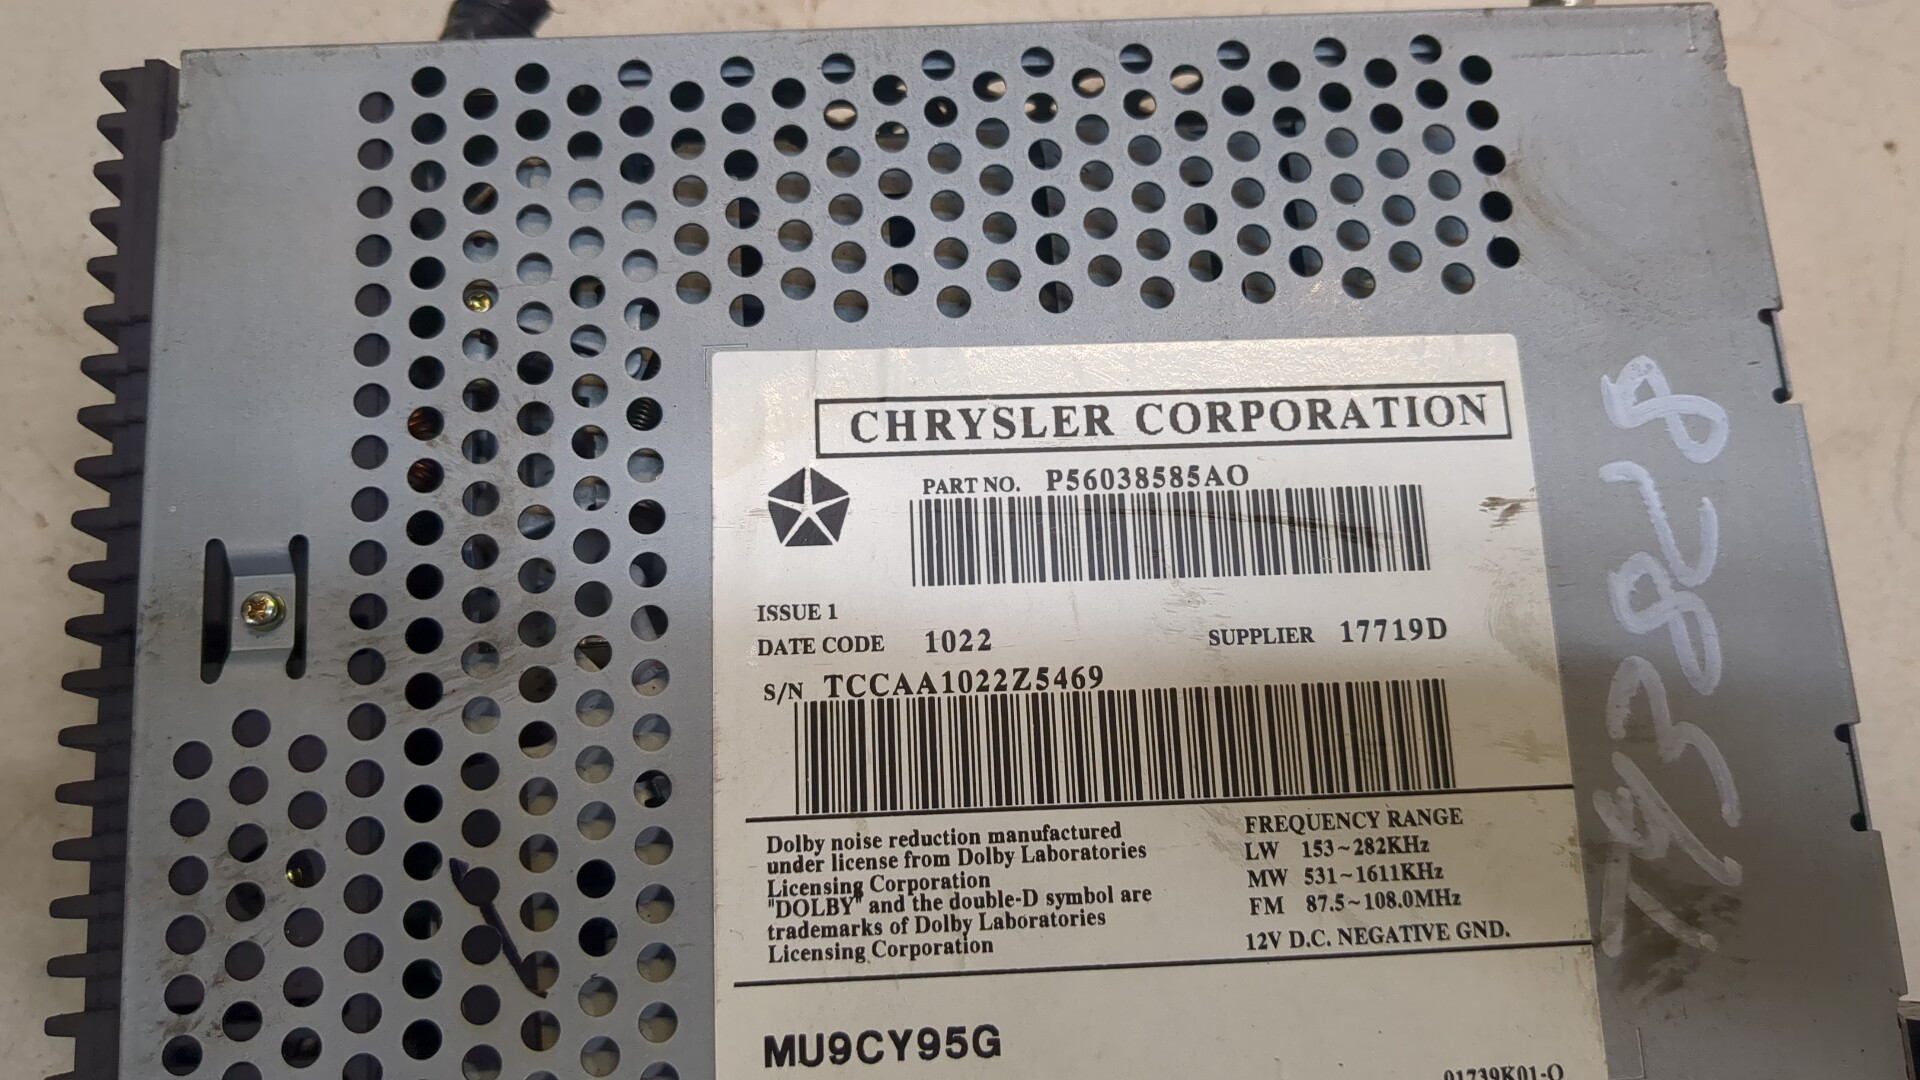 CHRYSLER CORPORATION
PART NO. P56038585AO
ISSUE 1
DATE CODE 1022 SUPPLIER 17719D
S/N TCCAA1022Z5469
Dolby noise reduction manufactured
under license from Dolby Laboratories
Licensing Corporation
"DOLBY" and the double-D symbol are
trademarks of Dolby Laboratories
Licensing Corporation
FREQUENCY RANGE
LW 153~282KHz
MW 531~1611KHz
FM 87.5~108.0MHz
12V D.C. NEGATIVE GND.
MU9CY95G
01739K01-O